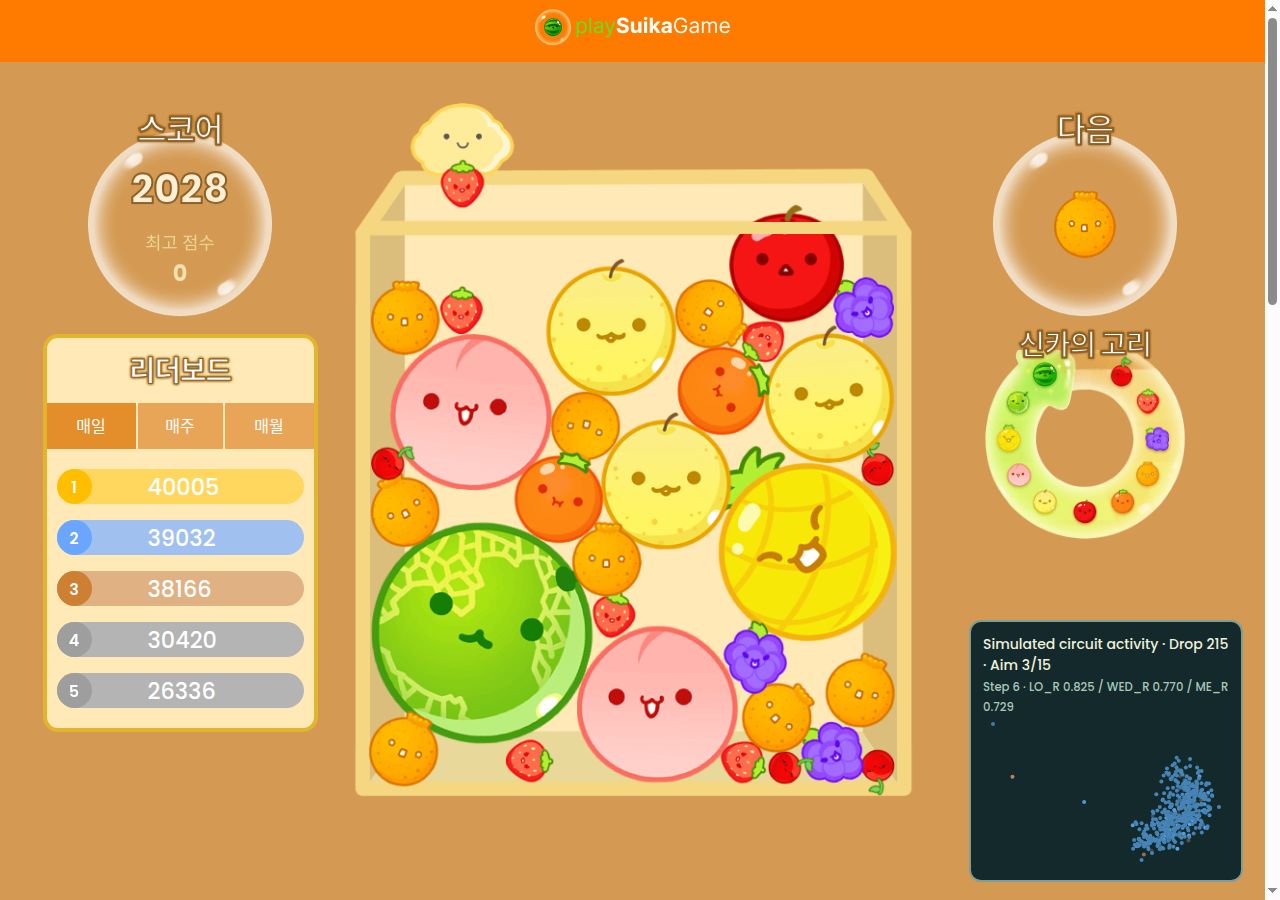 playSuikaGame
스코어
2028
최고 점수
0
리더보드
매일 매주 매월
1 40005
2 39032
3 38166
4 30420
5 26336
다음
신카의 고리
Simulated circuit activity · Drop 215
· Aim 3/15
Step 6 · LO_R 0.825 / WED_R 0.770 / ME_R
0.729